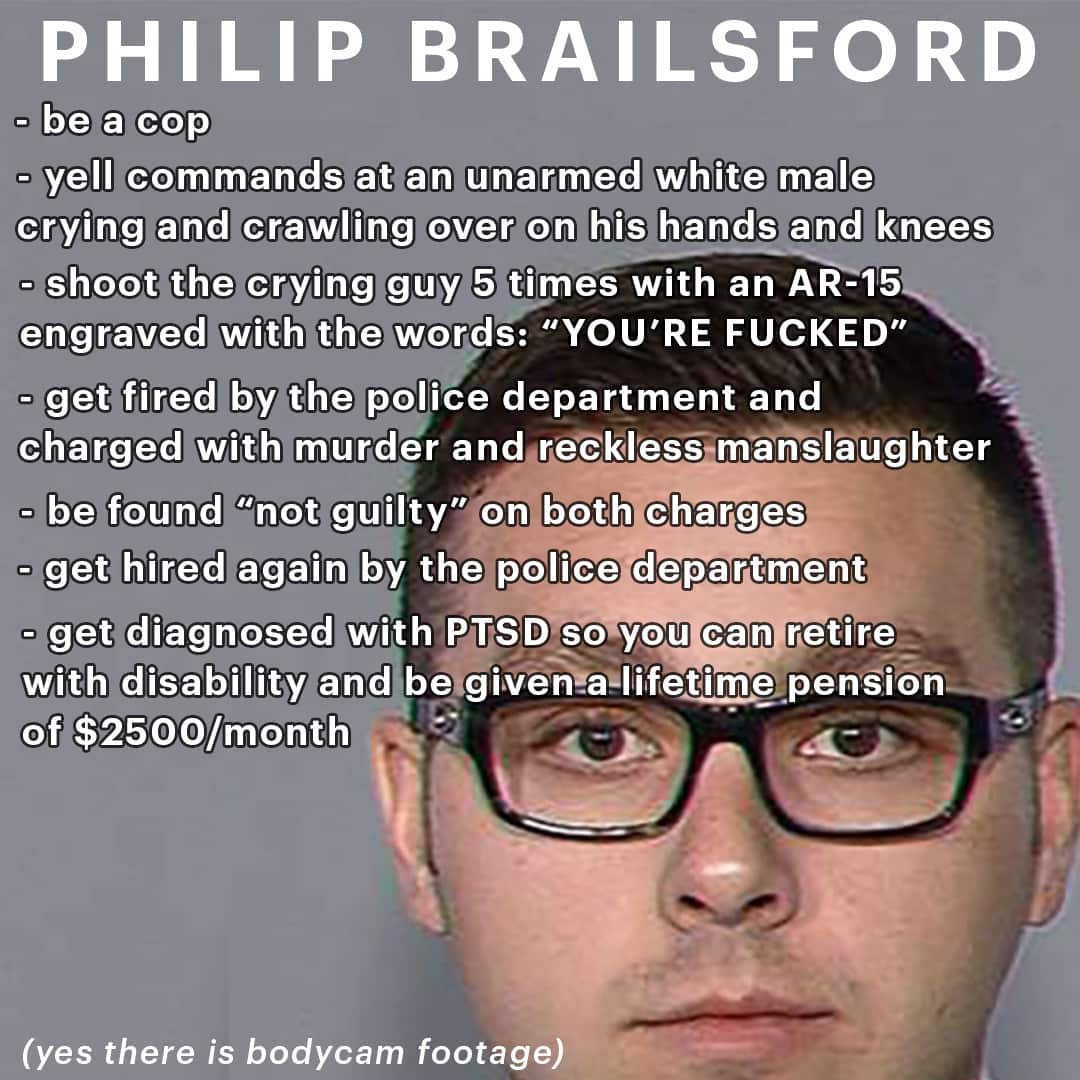 PHILIP BRAILSFORD
- be a cop
- yell commands at an unarmed white male
crying and crawling over on his hands and knees
- shoot the crying guy 5 times with an AR-15
engraved with the words: “YOU’RE FUCKED”
- get fired by the police department and
charged with murder and reckless manslaughter
- be found “not guilty” on both charges
- get hired again by the police department
- get diagnosed with PTSD so you can retire
with disability and be given a lifetime pension
of $2500/month
(yes there is bodycam footage)